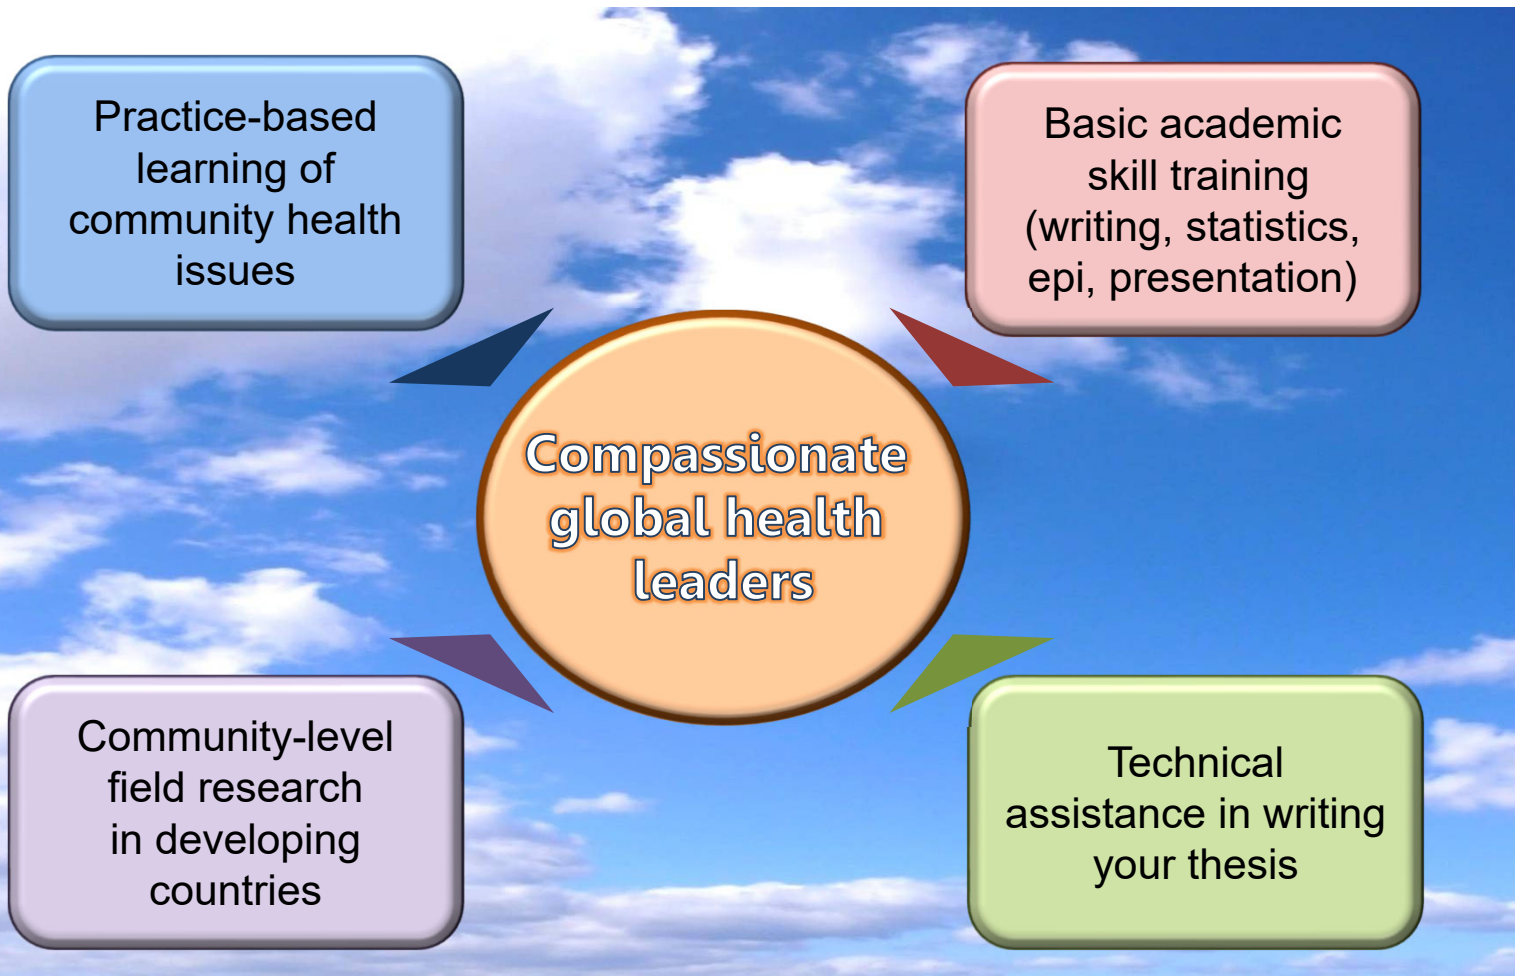 Practice-based
learning of
community health
issues
Basic academic
skill training
(writing, statistics,
epi, presentation)
Compassionate
global health
leaders
Community-level
field research
in developing
countries
Technical
assistance in writing
your thesis